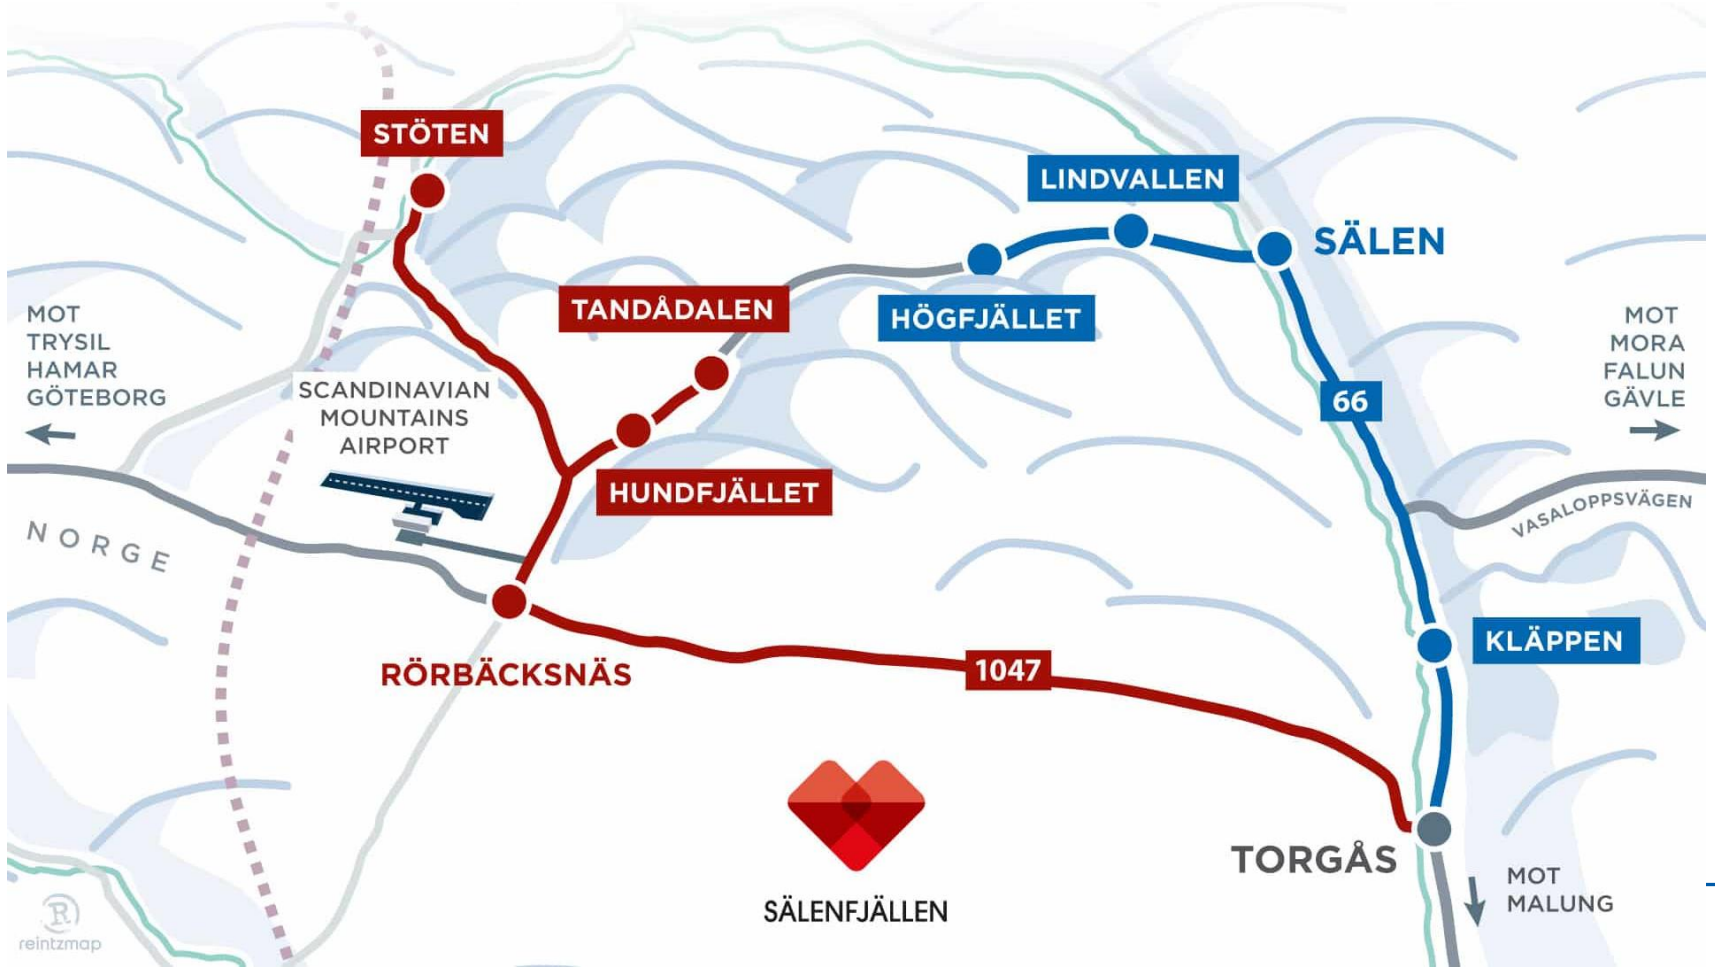 STÖTEN
LINDVALLEN
SÄLEN
TANDÅDALEN
HÖGFJÄLLET
MOT
TRYSIL
HAMAR
GÖTEBORG
MOT
MORA
FALUN
GÄVLE
SCANDINAVIAN
MOUNTAINS
AIRPORT
66
HUNDFJÄLLET
VASALOPPSVÄGEN
NORGE
KLÄPPEN
RÖRBÄCKSNÄS
1047
TORGÅS
MOT
MALUNG
SÄLENFJÄLLEN
R
reintzmap